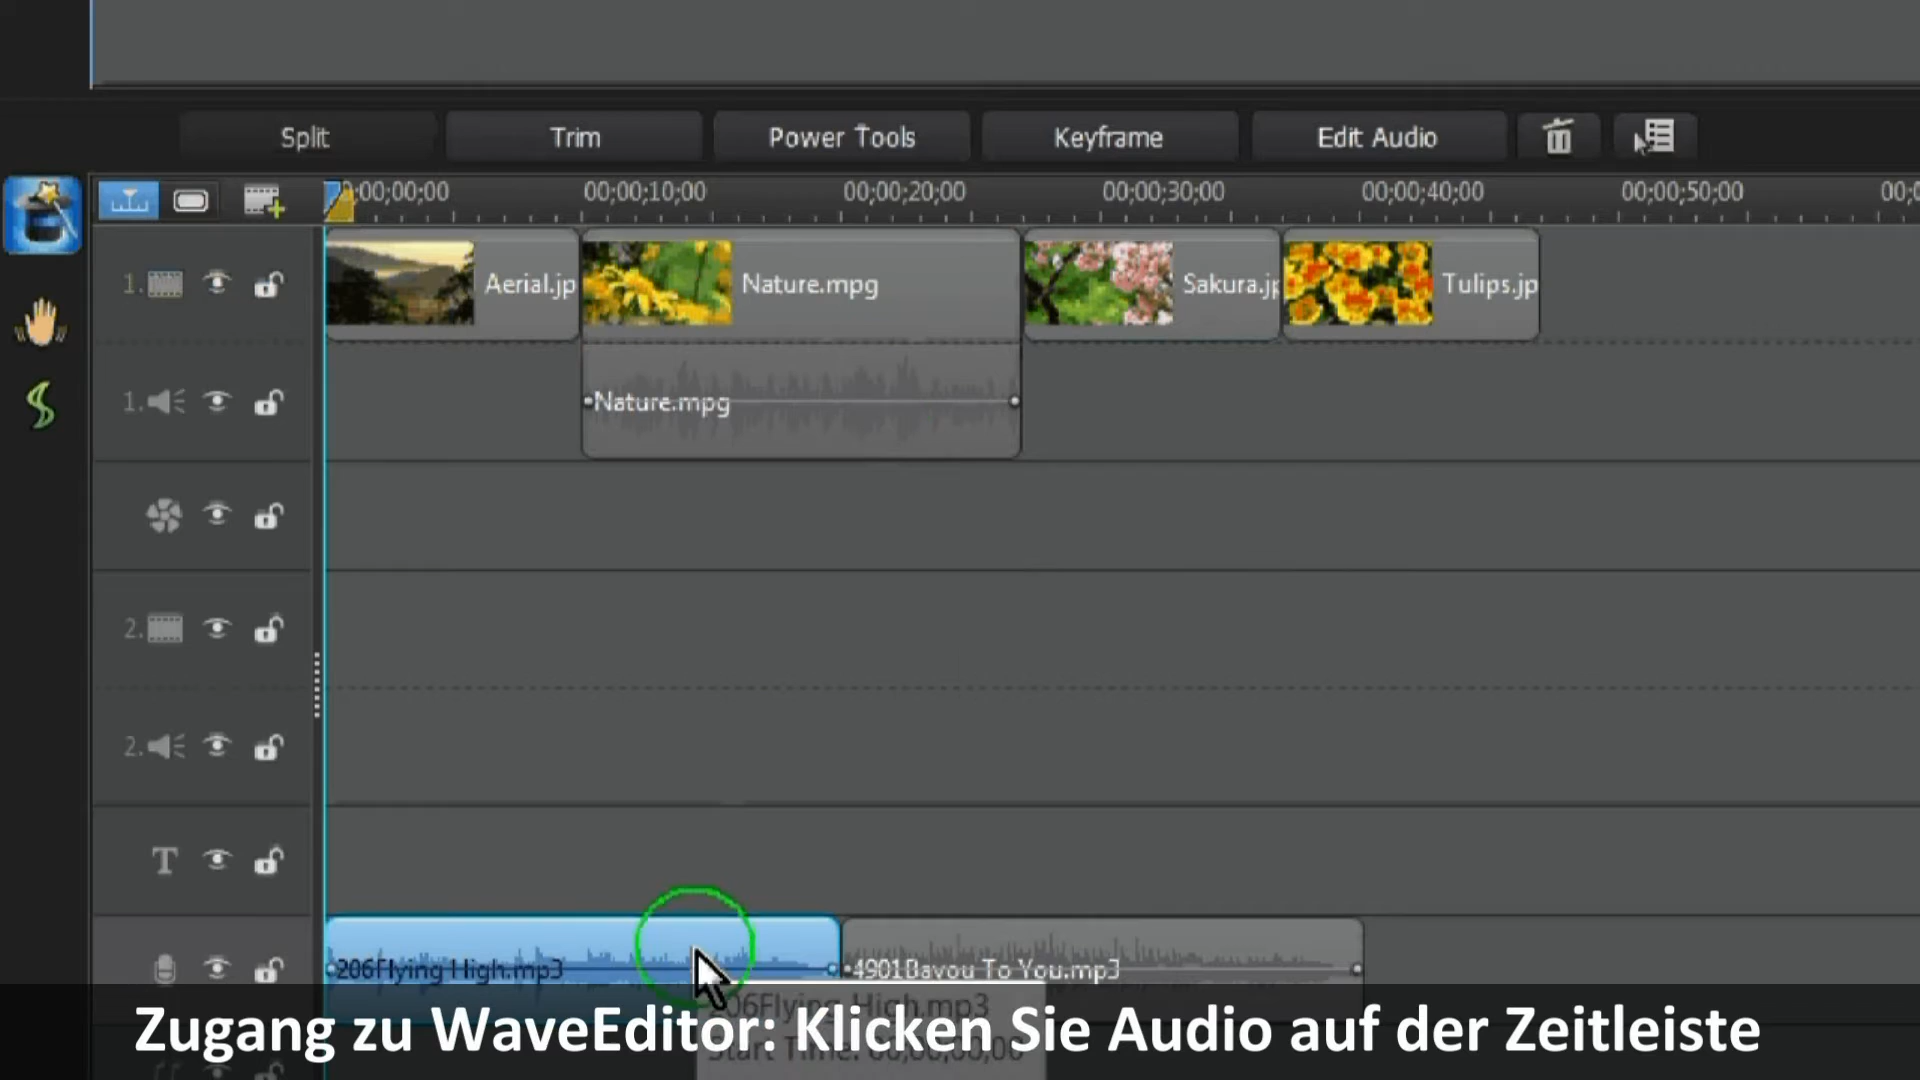 Split Trim Power Tools Keyframe Edit Audio
00;00;00 00;00;10;00 00;00;20;00 00;00;30;00 00;00;40;00 00;00;50;00
1. Aerial.jp Nature.mpg Sakura.jp Tulips.jp
1. Nature.mpg
2.
2.
T
206Flying High.mp3 4901Bayou To You.mp3
206Flying High.mp3
Zugang zu WaveEditor: Klicken Sie Audio auf der Zeitleiste
Start Time: 00;00;00;00